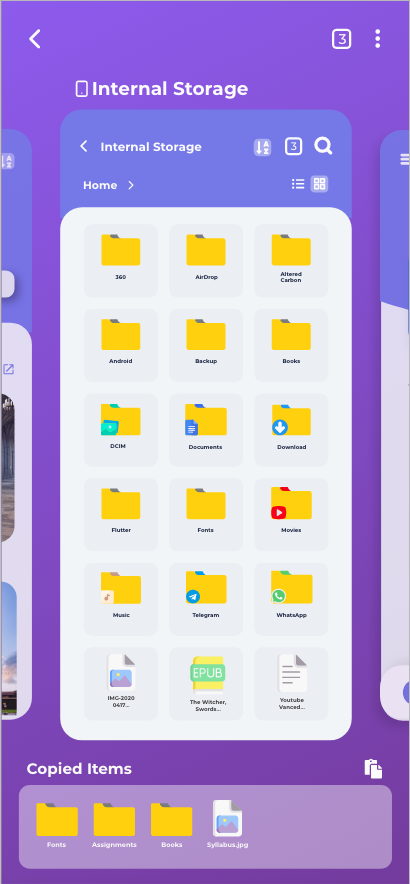 3
Internal Storage
Internal Storage
A
Z
3
Home
360
AirDrop
Altered
Carbon
Android
Backup
Books
DCIM
Documents
Download
Flutter
Fonts
Movies
Music
Telegram
WhatsApp
IMG-2020
0417...
EPUB
The Witcher,
Swords...
Youtube
Vanced...
Copied Items
Fonts
Assignments
Books
Syllabus.jpg